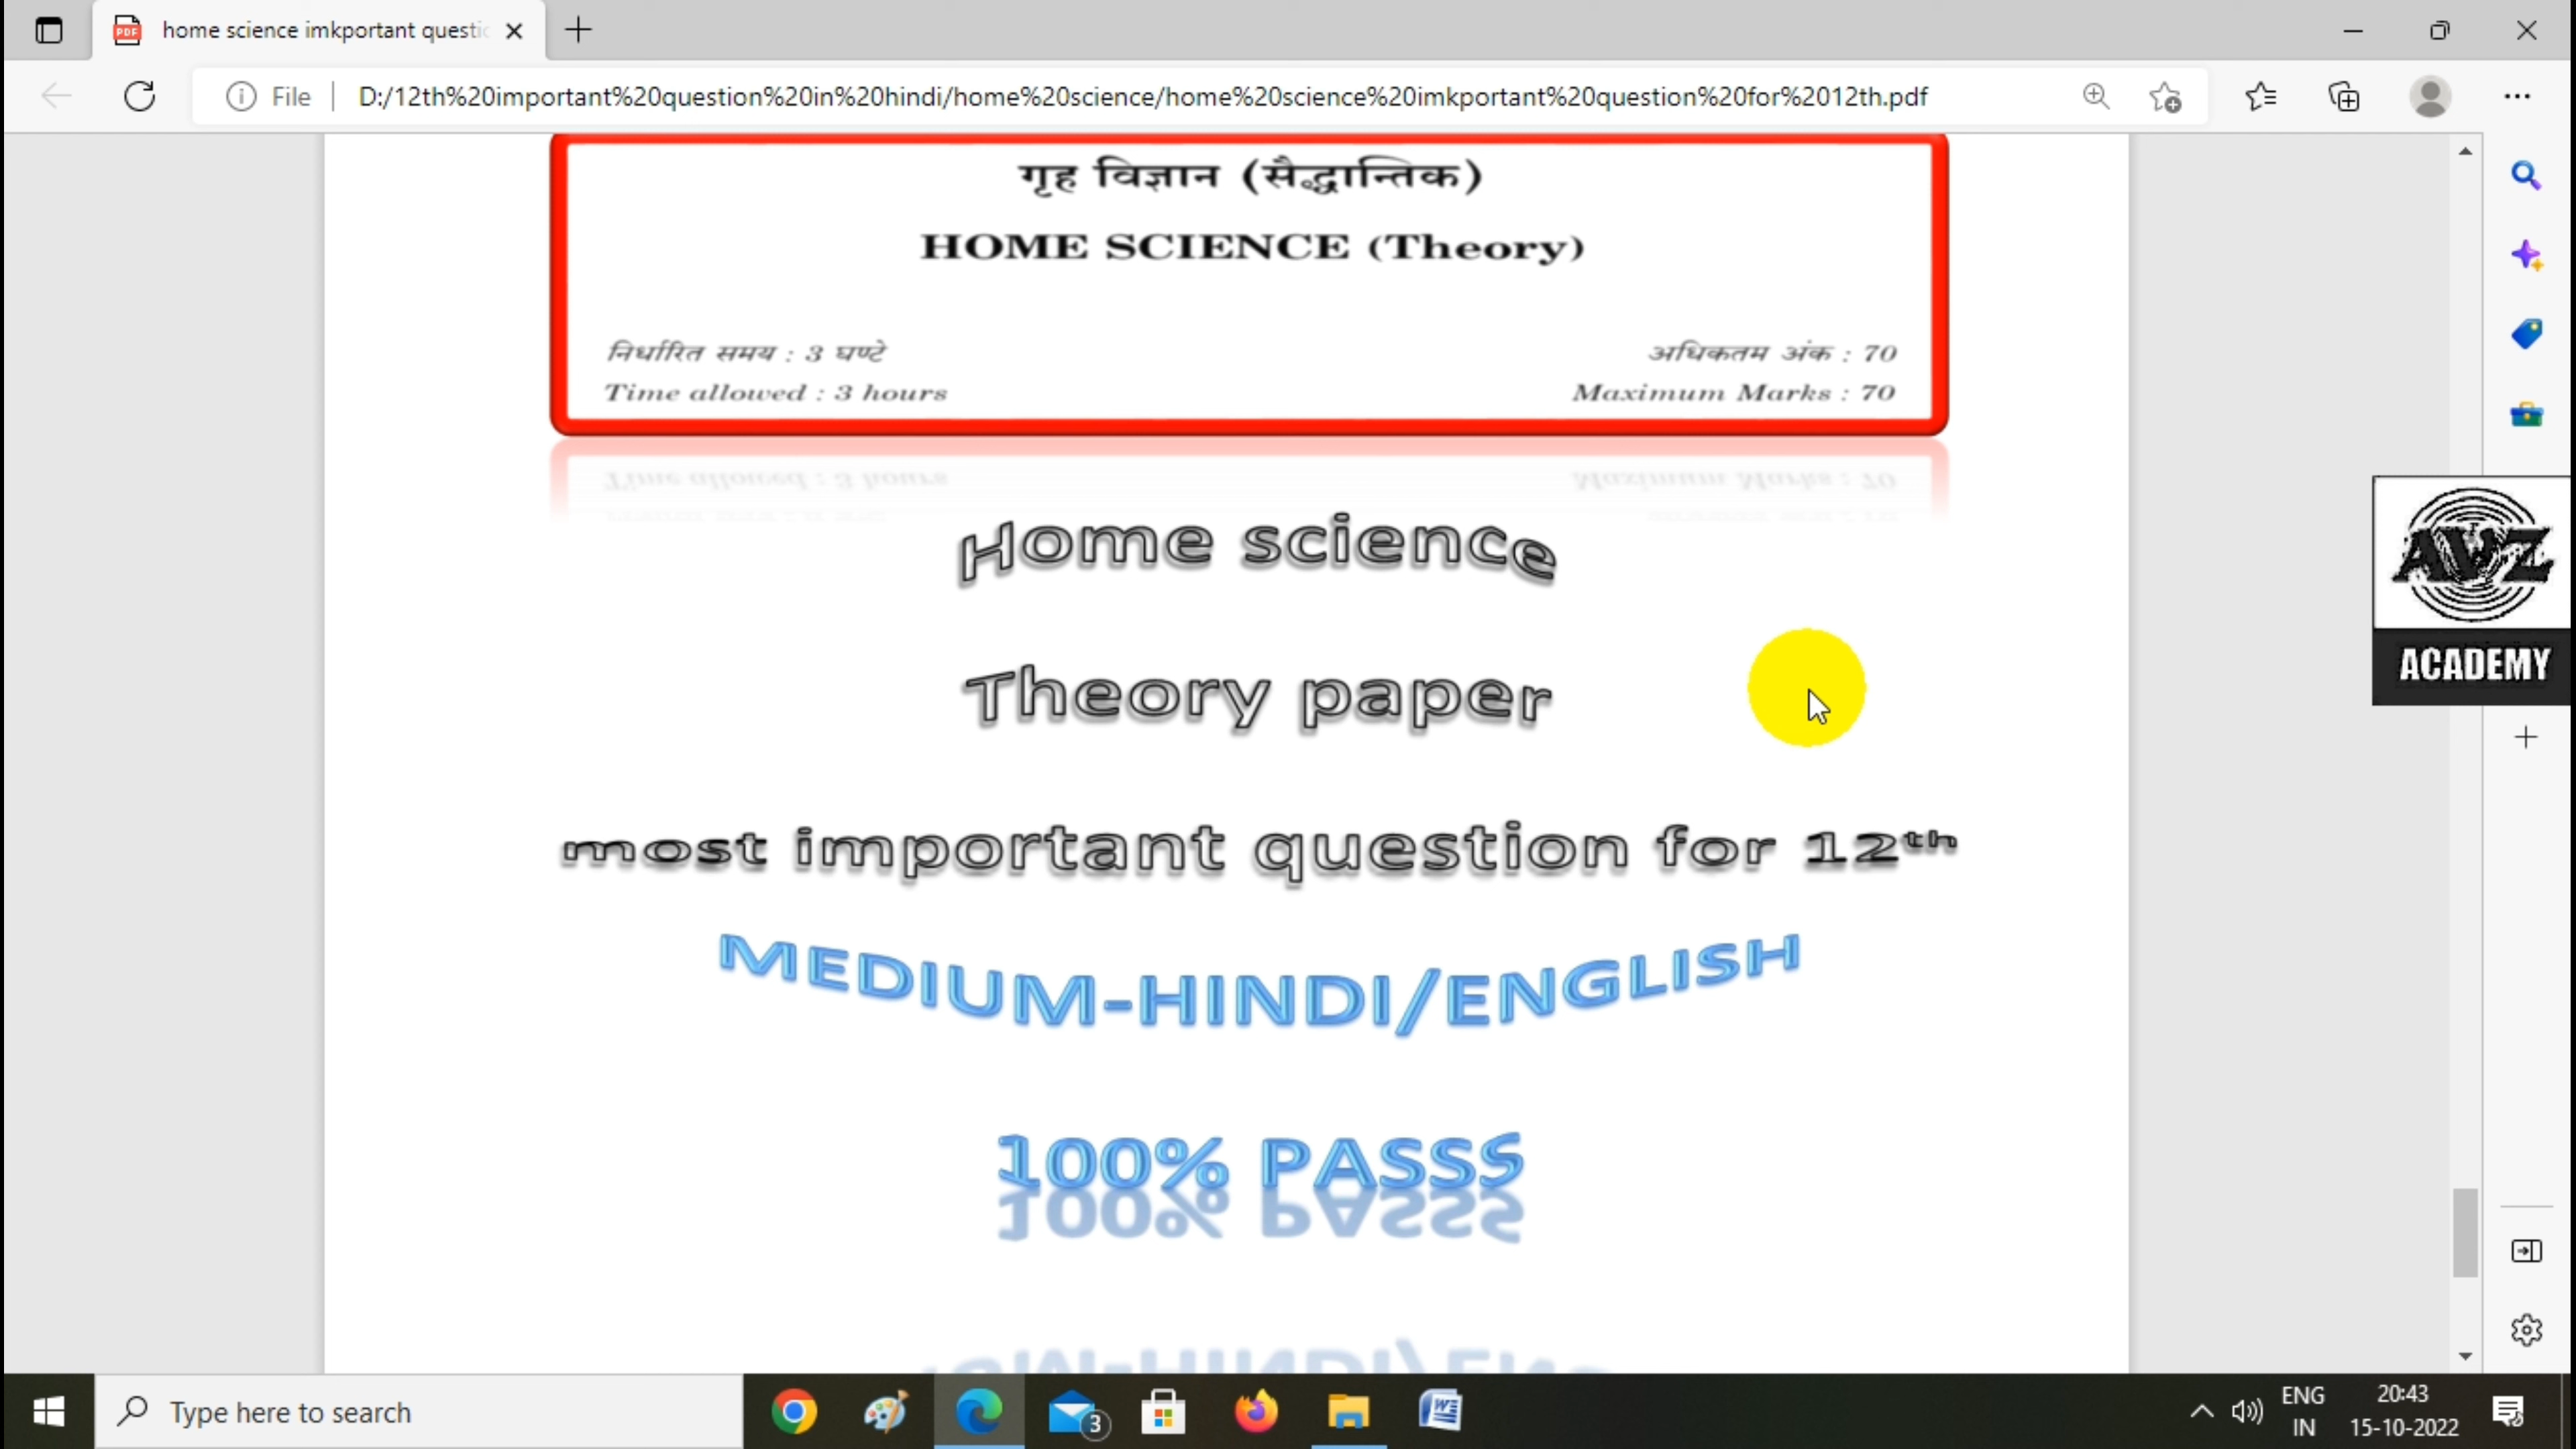 home science imkportant questi
File
D:/12th%20important%20question%20in%20hindi/home%20science/home%20science%20imkportant%20question%20for%2012th.pdf
गृह विज्ञान (सैद्धान्तिक)
HOME SCIENCE (Theory)
निर्धारित समय : 3 घण्टे
अधिकतम अंक : 70
Time allowed : 3 hours
Maximum Marks : 70
Home science
Theory paper
most important question for 12th
MEDIUM-HINDI/ENGLISH
100% PASSS
AVZ
ACADEMY
Type here to search
3
ENG
IN
20:43
15-10-2022